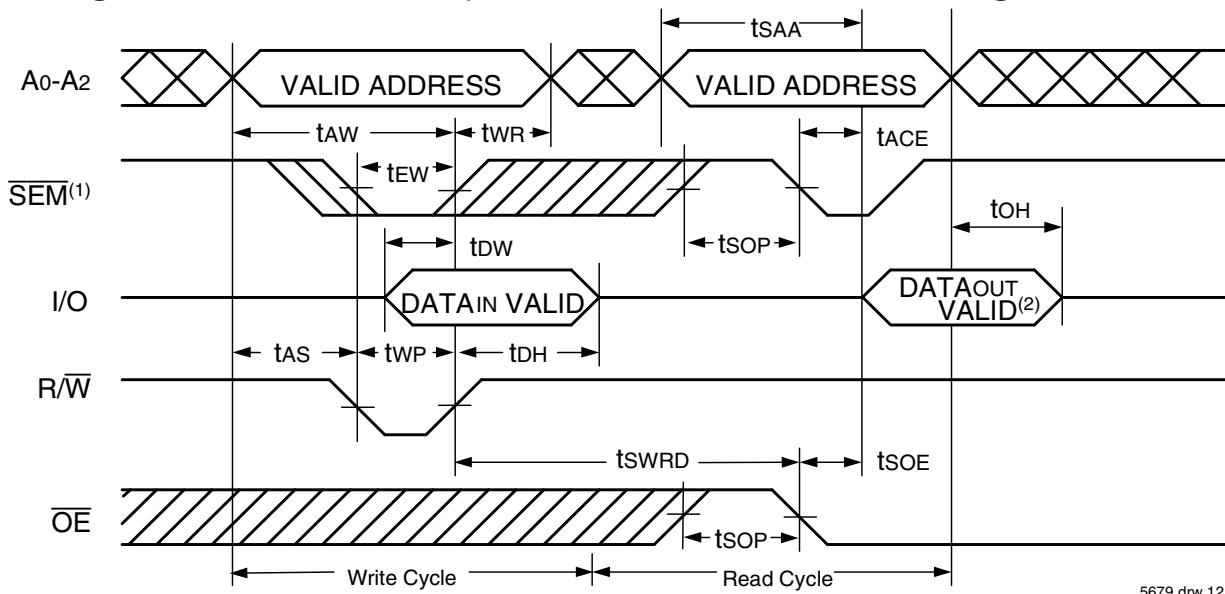 tSAA
A0-A2
VALID ADDRESS
VALID ADDRESS
tAW
tWR
tACE
SEM(1)
tEW
tSOP
tOH
tDW
I/O
DATAIN VALID
DATAOUT
VALID(2)
tAS
tWP
tDH
R/W
tSWRD
tSOE
OE
tSOP
Write Cycle
Read Cycle
5679 drw 12